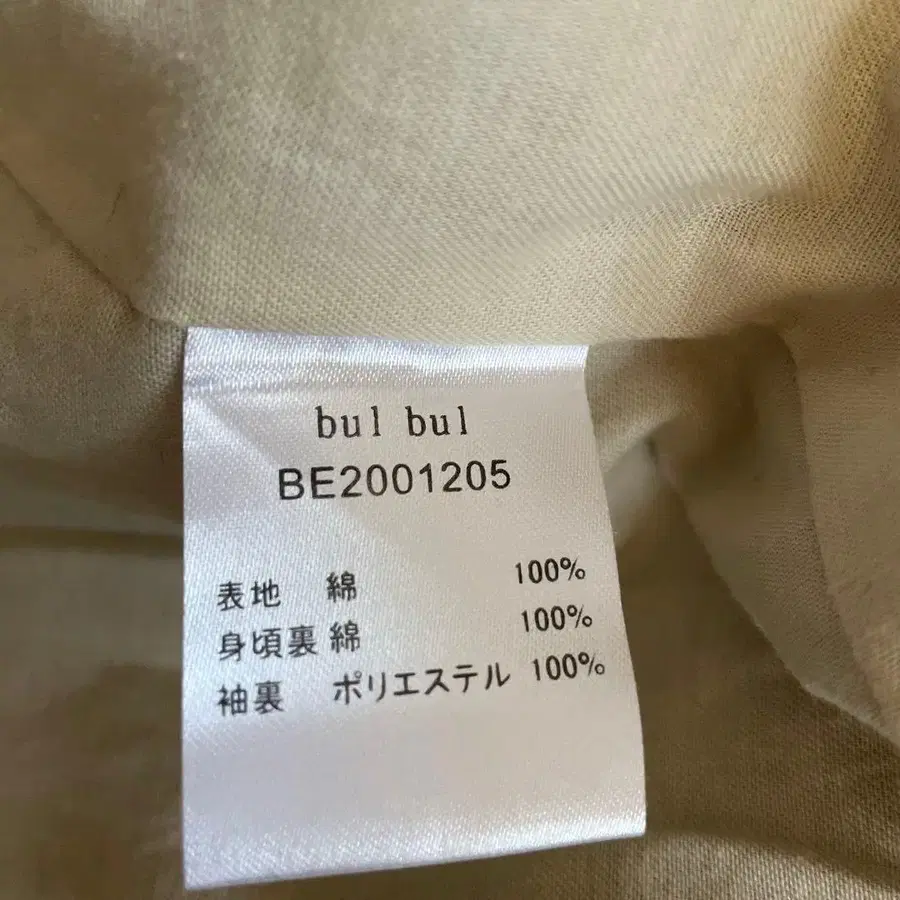 bul bul
BE2001205
表地 綿 100%
身頃裏 綿 100%
袖裏 ポリエステル 100%